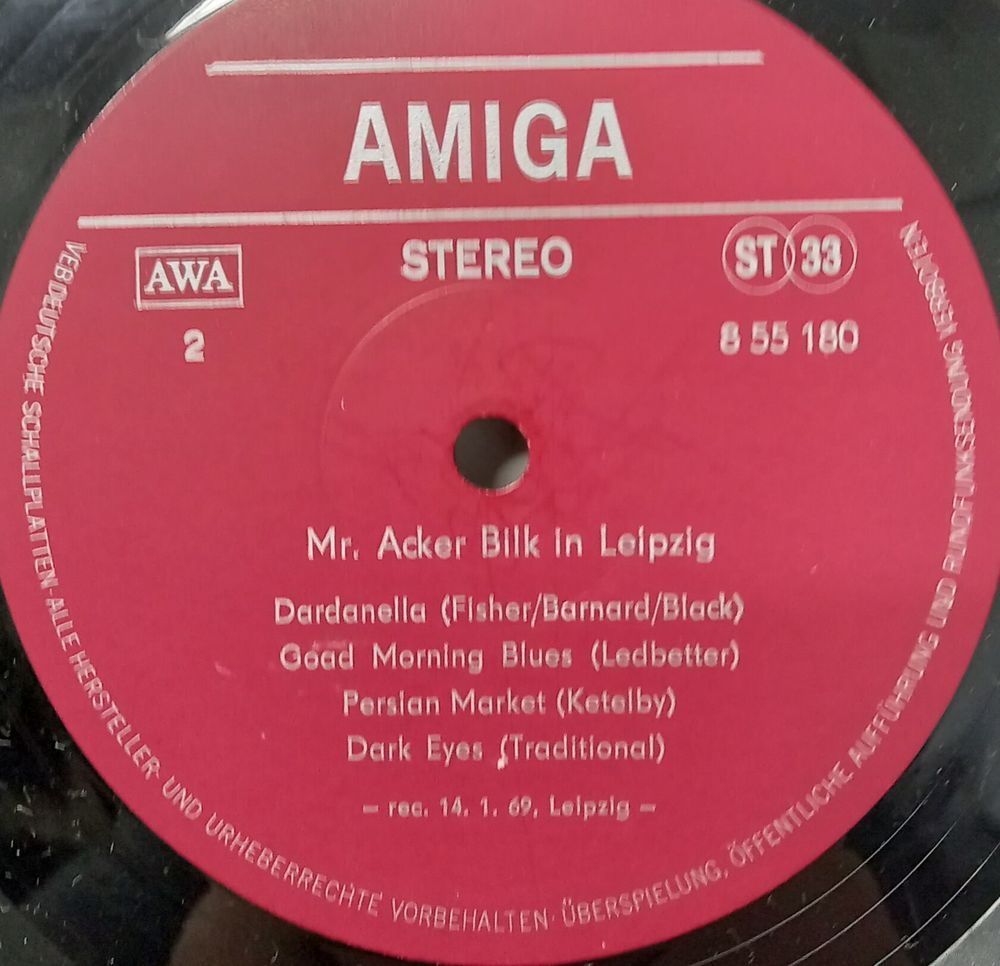 AMIGA
STEREO
AWA
ST 33
2
8 55 180
Mr. Acker Bilk in Leipzig
Dardanella (Fisher/Barnard/Black)
Good Morning Blues (Ledbetter)
Persian Market (Ketelby)
Dark Eyes (Traditional)
– rec. 14. 1. 69, Leipzig –
VEB DEUTSCHE SCHALLPLATTEN · ALLE HERSTELLER- UND URHEBERRECHTE VORBEHALTEN · ÜBERSPIELUNG, ÖFFENTLICHE AUFFÜHRUNG UND RUNDFUNKSENDUNG VERBOTEN